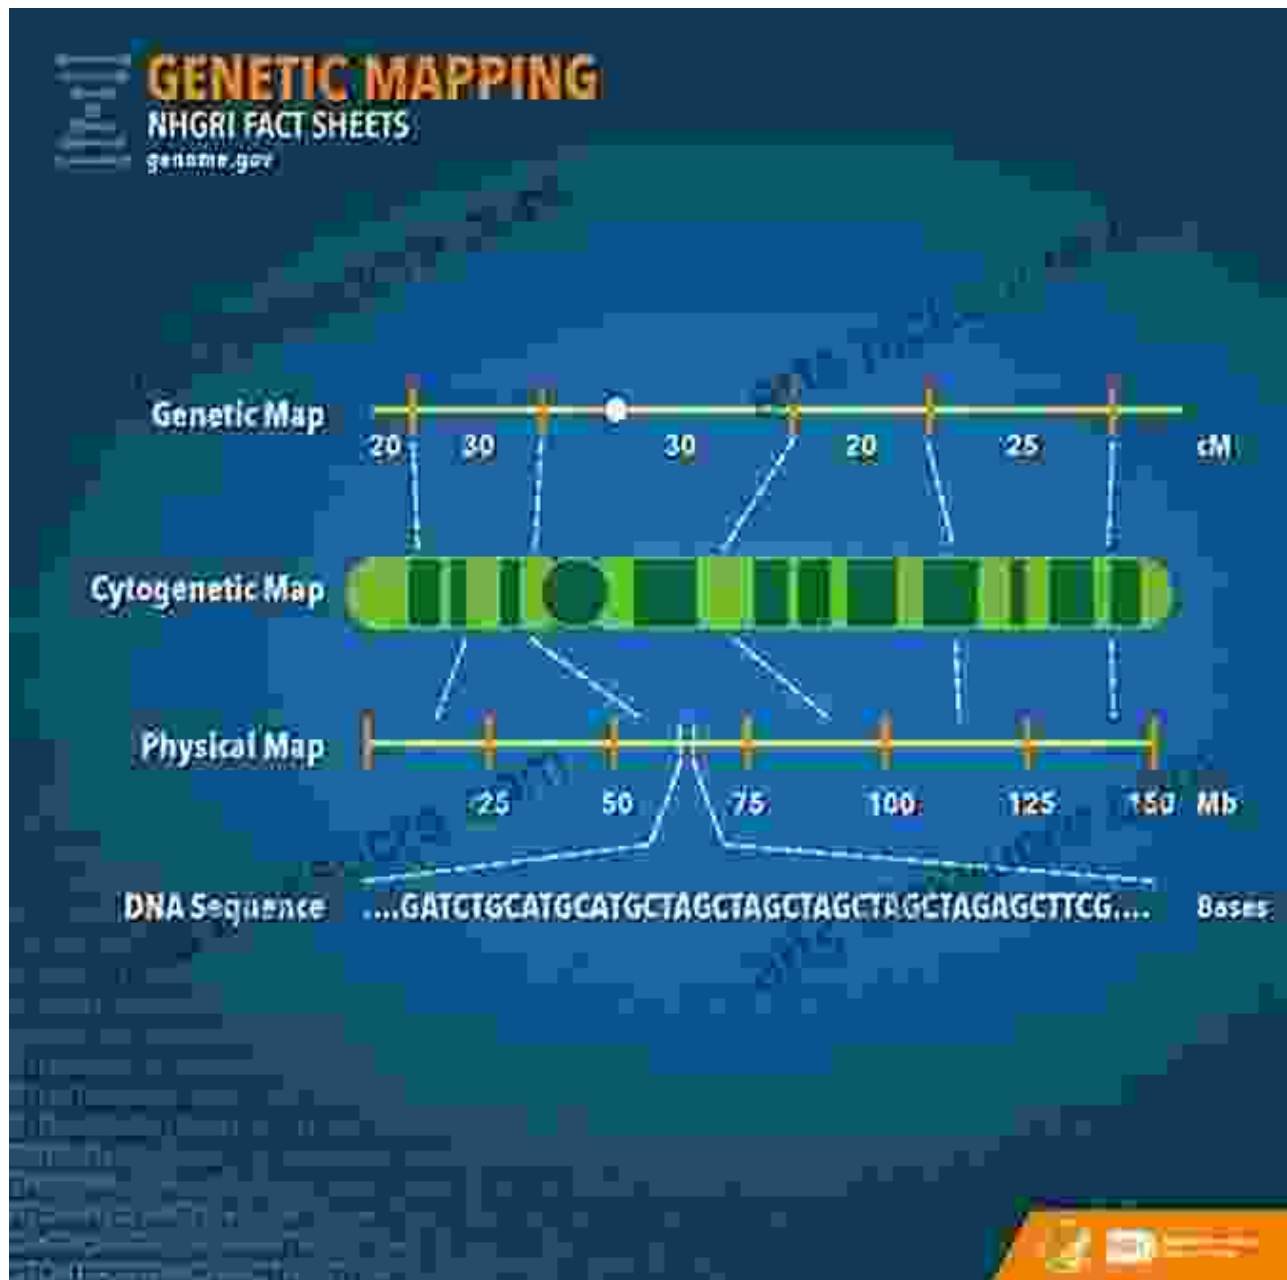 GENETIC MAPPING
NHGRI FACT SHEETS
genome.gov
Genetic Map
20 30 30 20 25 cM
Cytogenetic Map
Physical Map
25 50 75 100 125 150 Mb
DNA Sequence ....GATCTGCATGCATGCTAGCTAGCTAGCTAGCTAGAGCTTCG.... Bases